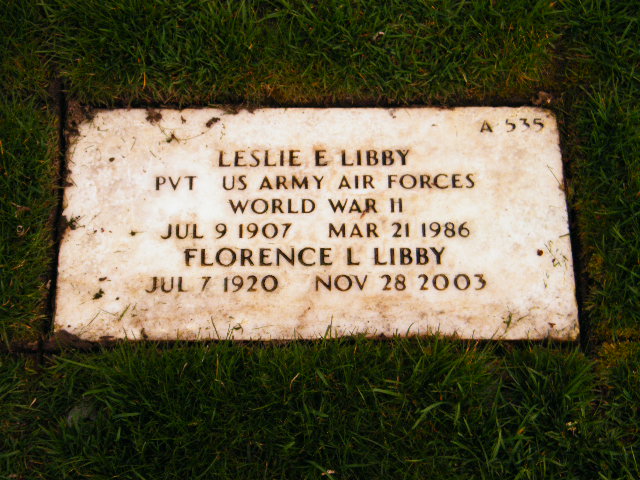 A 535
LESLIE E LIBBY
PVT US ARMY AIR FORCES
WORLD WAR II
JUL 9 1907 MAR 21 1986
FLORENCE L LIBBY
JUL 7 1920 NOV 28 2003